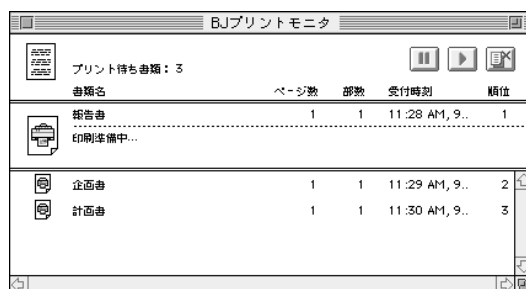 BJプリントモニタ
プリント待ち書類： 3
書類名 ページ数 部数 受付時刻 順位
報告書 1 1 11:28 AM, 9.. 1
印刷準備中...
企画書 1 1 11:29 AM, 9.. 2
計画書 1 1 11:30 AM, 9.. 3